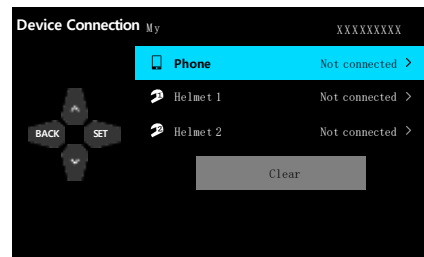 Device Connection My XXXXXXXXX
Phone Not connected >
Helmet 1 Not connected >
BACK SET Helmet 2 Not connected >
Clear